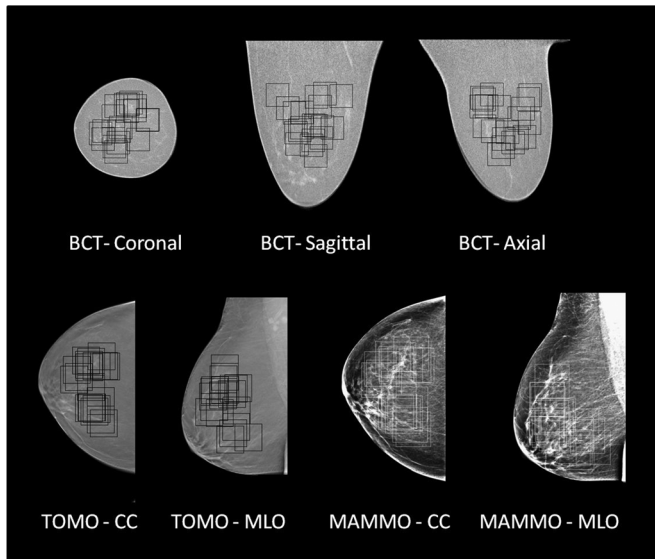 BCT- Coronal
BCT- Sagittal
BCT- Axial
TOMO - CC
TOMO - MLO
MAMMO - CC
MAMMO - MLO